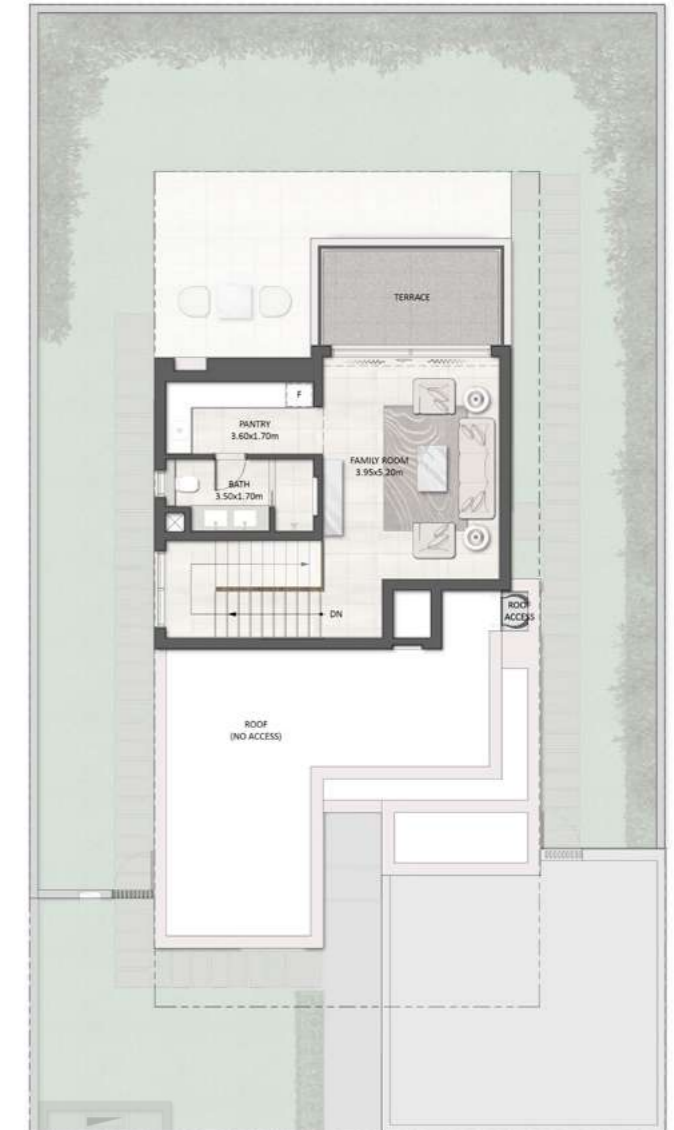 TERRACE
F
PANTRY
3.60x1.70m
FAMILY ROOM
3.95x5.20m
BATH
3.50x1.70m
DN
ROOF
ACCESS
ROOF
(NO ACCESS)